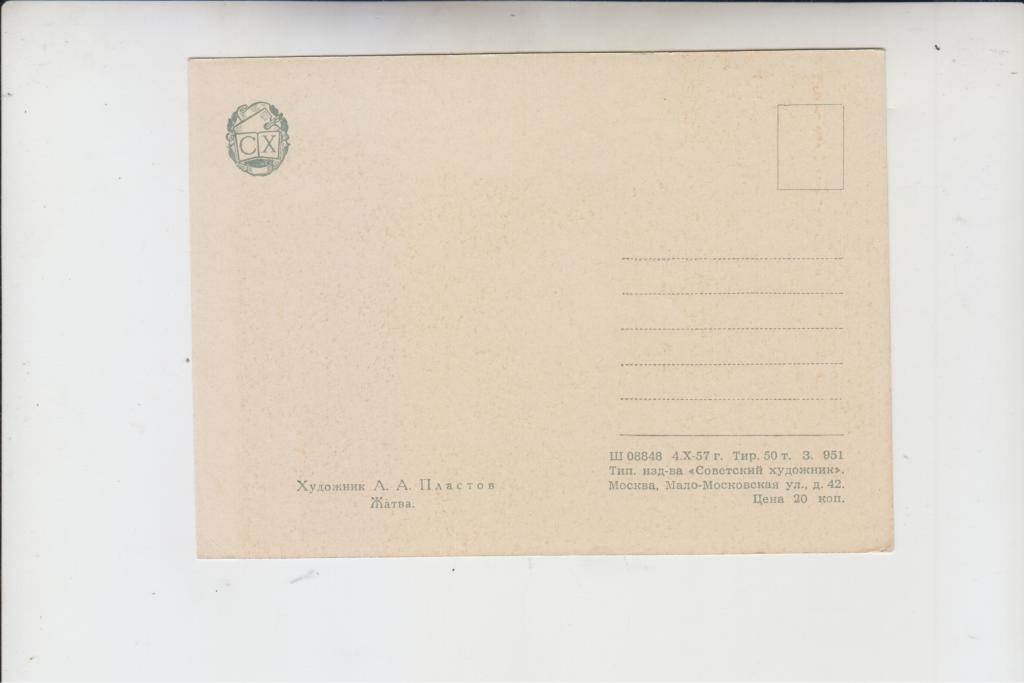 СХ
Художник А. А. Пластов
Жатва.
Ш 08848 4.X-57 г. Тир. 50 т. З. 951
Тип. изд-ва «Советский художник».
Москва, Мало-Московская ул., д. 42.
Цена 20 коп.